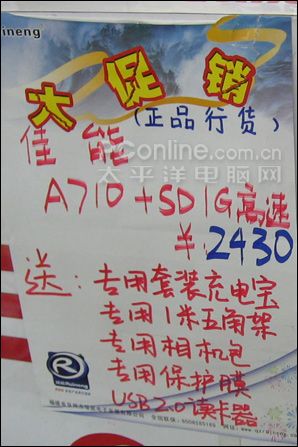 Ruineng
大促销
(正品行货)
PConline.com.cn
太平洋电脑网
佳能
A710+SD1G高速
¥:2430
送:专用套装充电宝
专用1米五角架
专用相机包
专用保护膜
USB2.0读卡器
R